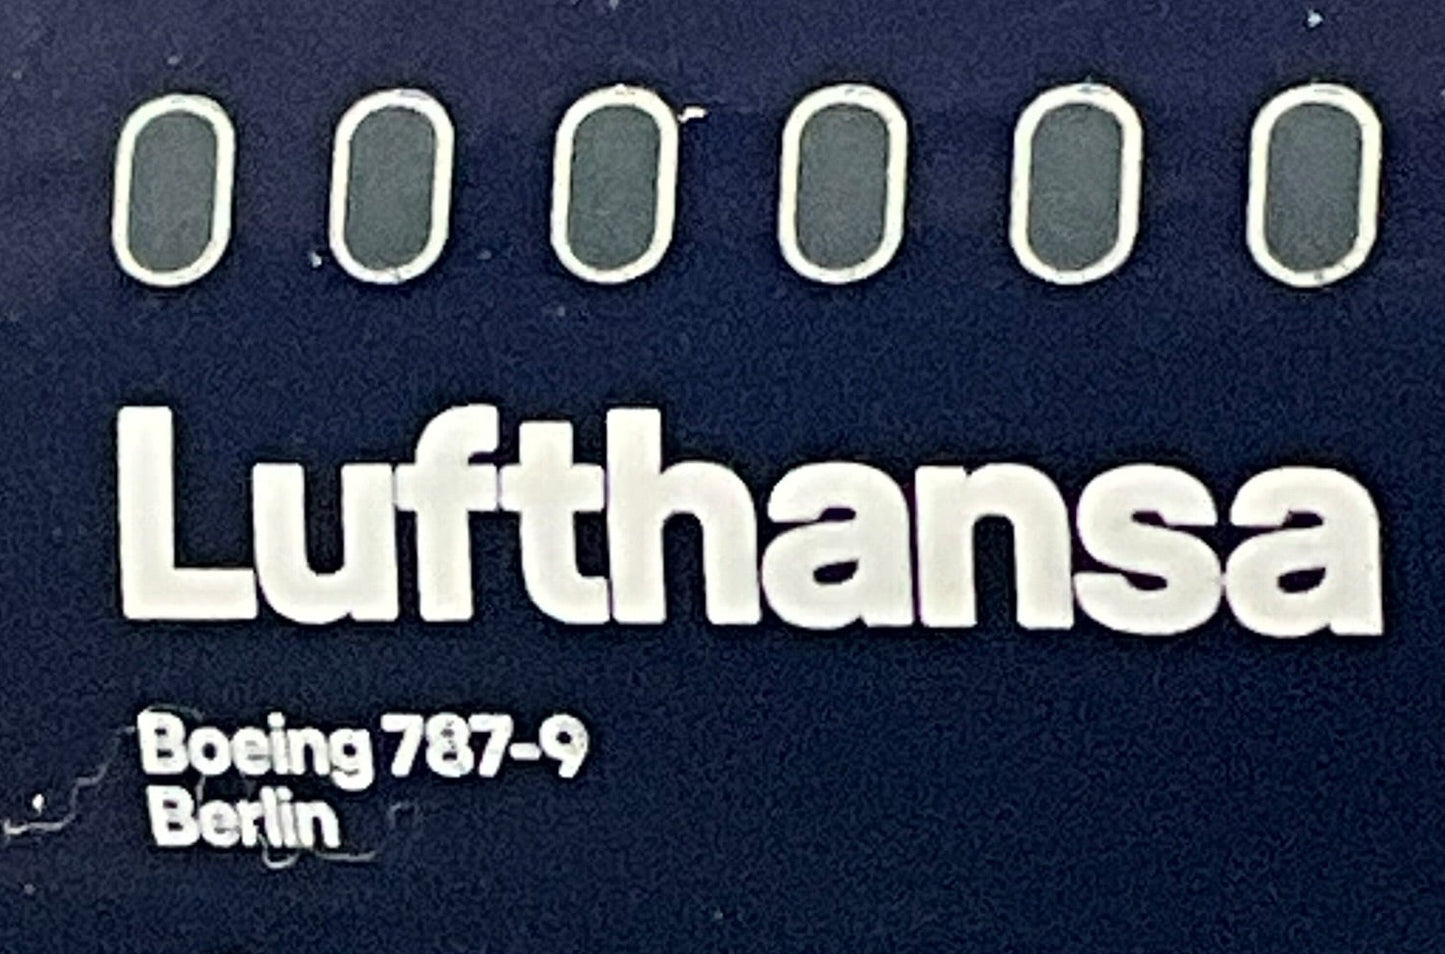 Lufthansa
Boeing 787-9
Berlin